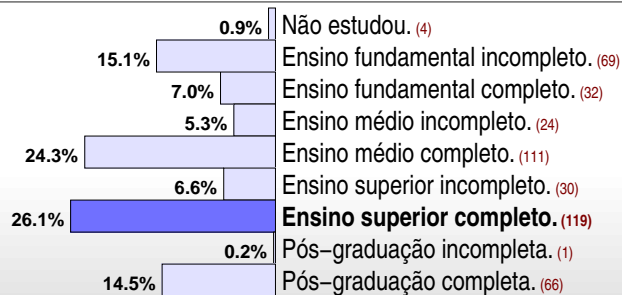 0.9% Não estudou. (4)
15.1% Ensino fundamental incompleto. (69)
7.0% Ensino fundamental completo. (32)
5.3% Ensino médio incompleto. (24)
24.3% Ensino médio completo. (111)
6.6% Ensino superior incompleto. (30)
26.1% Ensino superior completo. (119)
0.2% Pós−graduação incompleta. (1)
14.5% Pós−graduação completa. (66)